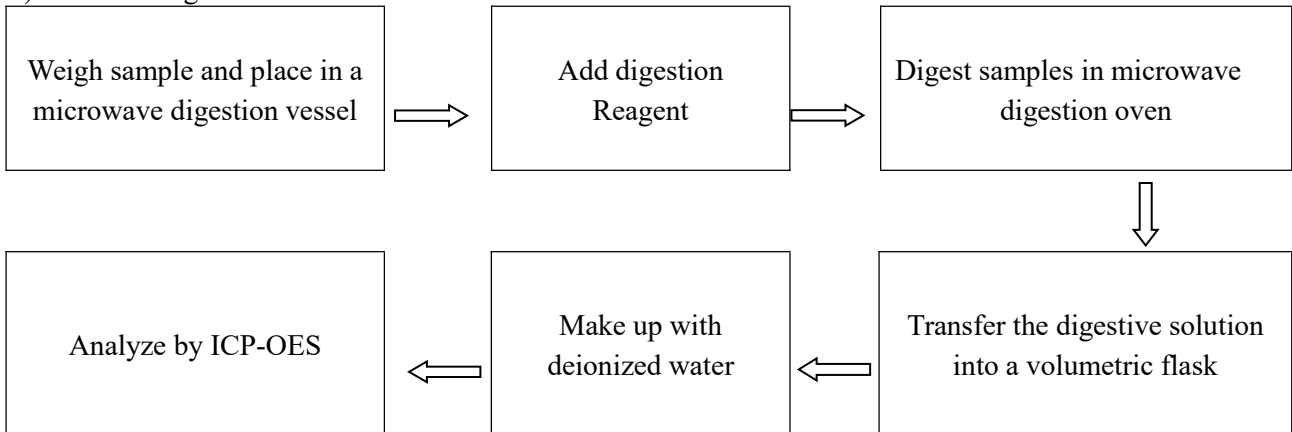 Weigh sample and place in a
microwave digestion vessel
Add digestion
Reagent
Digest samples in microwave
digestion oven
Transfer the digestive solution
into a volumetric flask
Make up with
deionized water
Analyze by ICP-OES